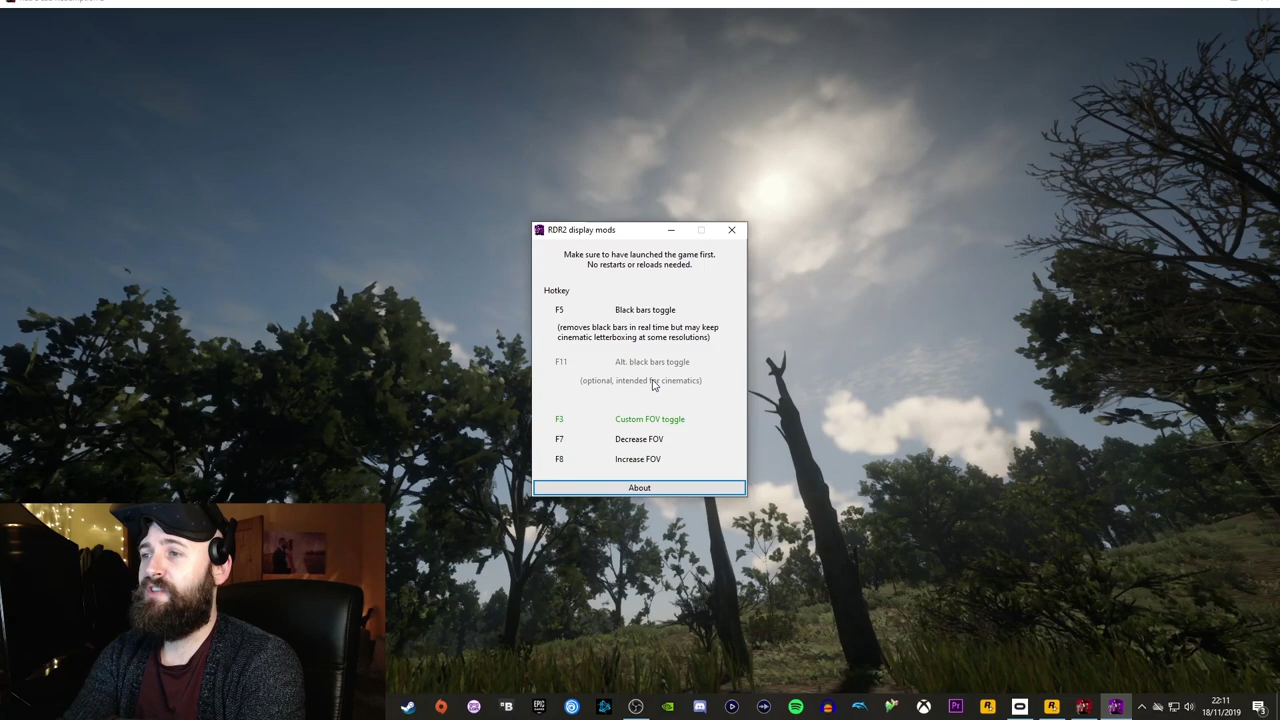 RDR2 display mods
Make sure to have launched the game first.
No restarts or reloads needed.
Hotkey
F5 Black bars toggle
(removes black bars in real time but may keep
cinematic letterboxing at some resolutions)
F11 Alt. black bars toggle
(optional, intended for cinematics)
F3 Custom FOV toggle
F7 Decrease FOV
F8 Increase FOV
About
22:11
18/11/2019